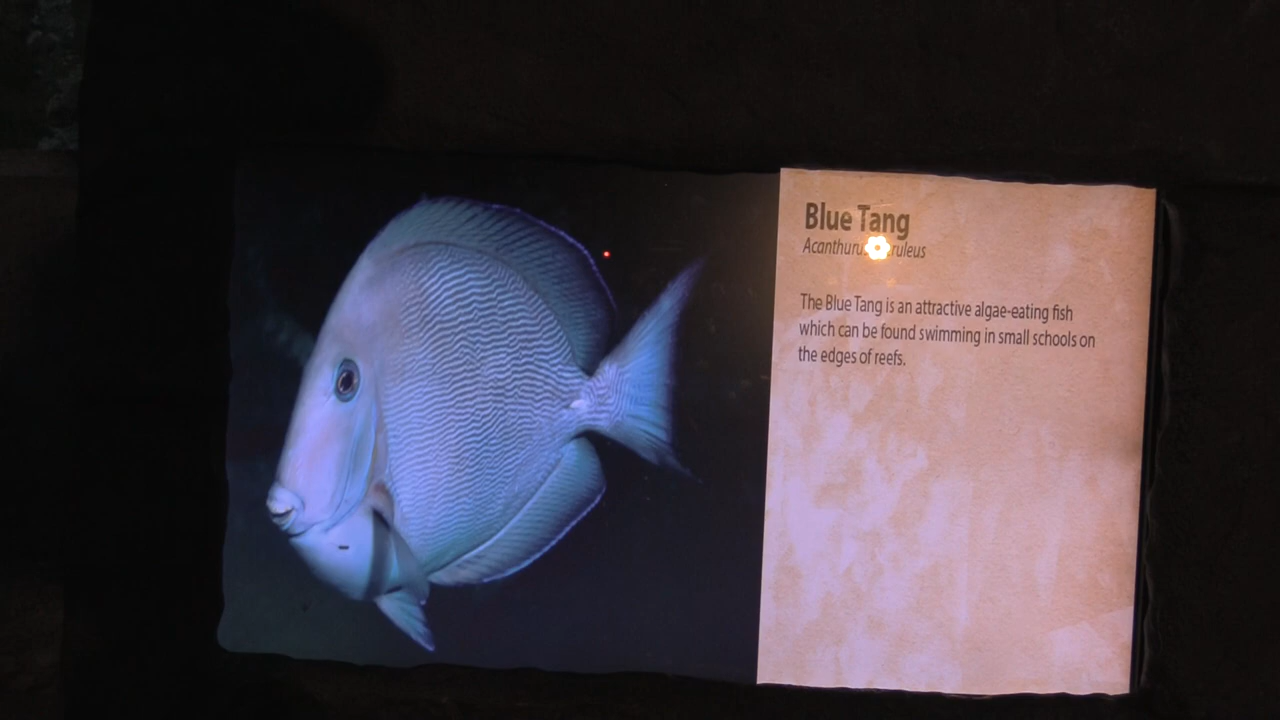 Blue Tang
The Blue Tang is an attractive algae-eating fish
which can be found swimming in small schools on
the edges of reefs.